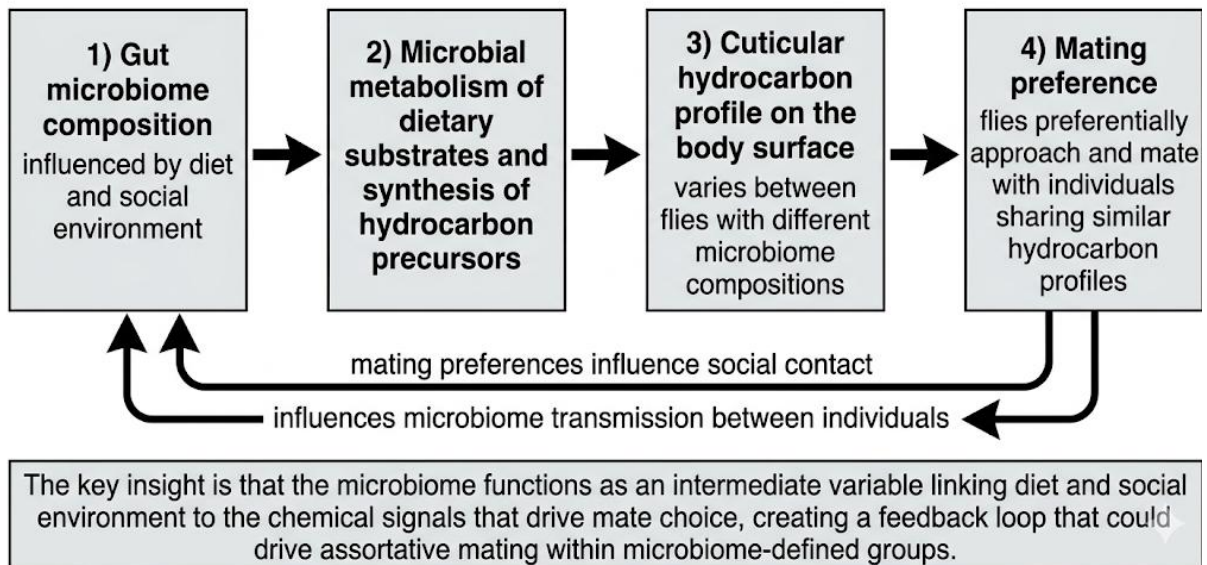 1) Gut
microbiome
composition
influenced by diet
and social
environment
2) Microbial
metabolism of
dietary
substrates and
synthesis of
hydrocarbon
precursors
3) Cuticular
hydrocarbon
profile on the
body surface
varies between
flies with different
microbiome
compositions
4) Mating
preference
flies preferentially
approach and mate
with individuals
sharing similar
hydrocarbon
profiles
mating preferences influence social contact
influences microbiome transmission between individuals
The key insight is that the microbiome functions as an intermediate variable linking diet and social
environment to the chemical signals that drive mate choice, creating a feedback loop that could
drive assortative mating within microbiome-defined groups.